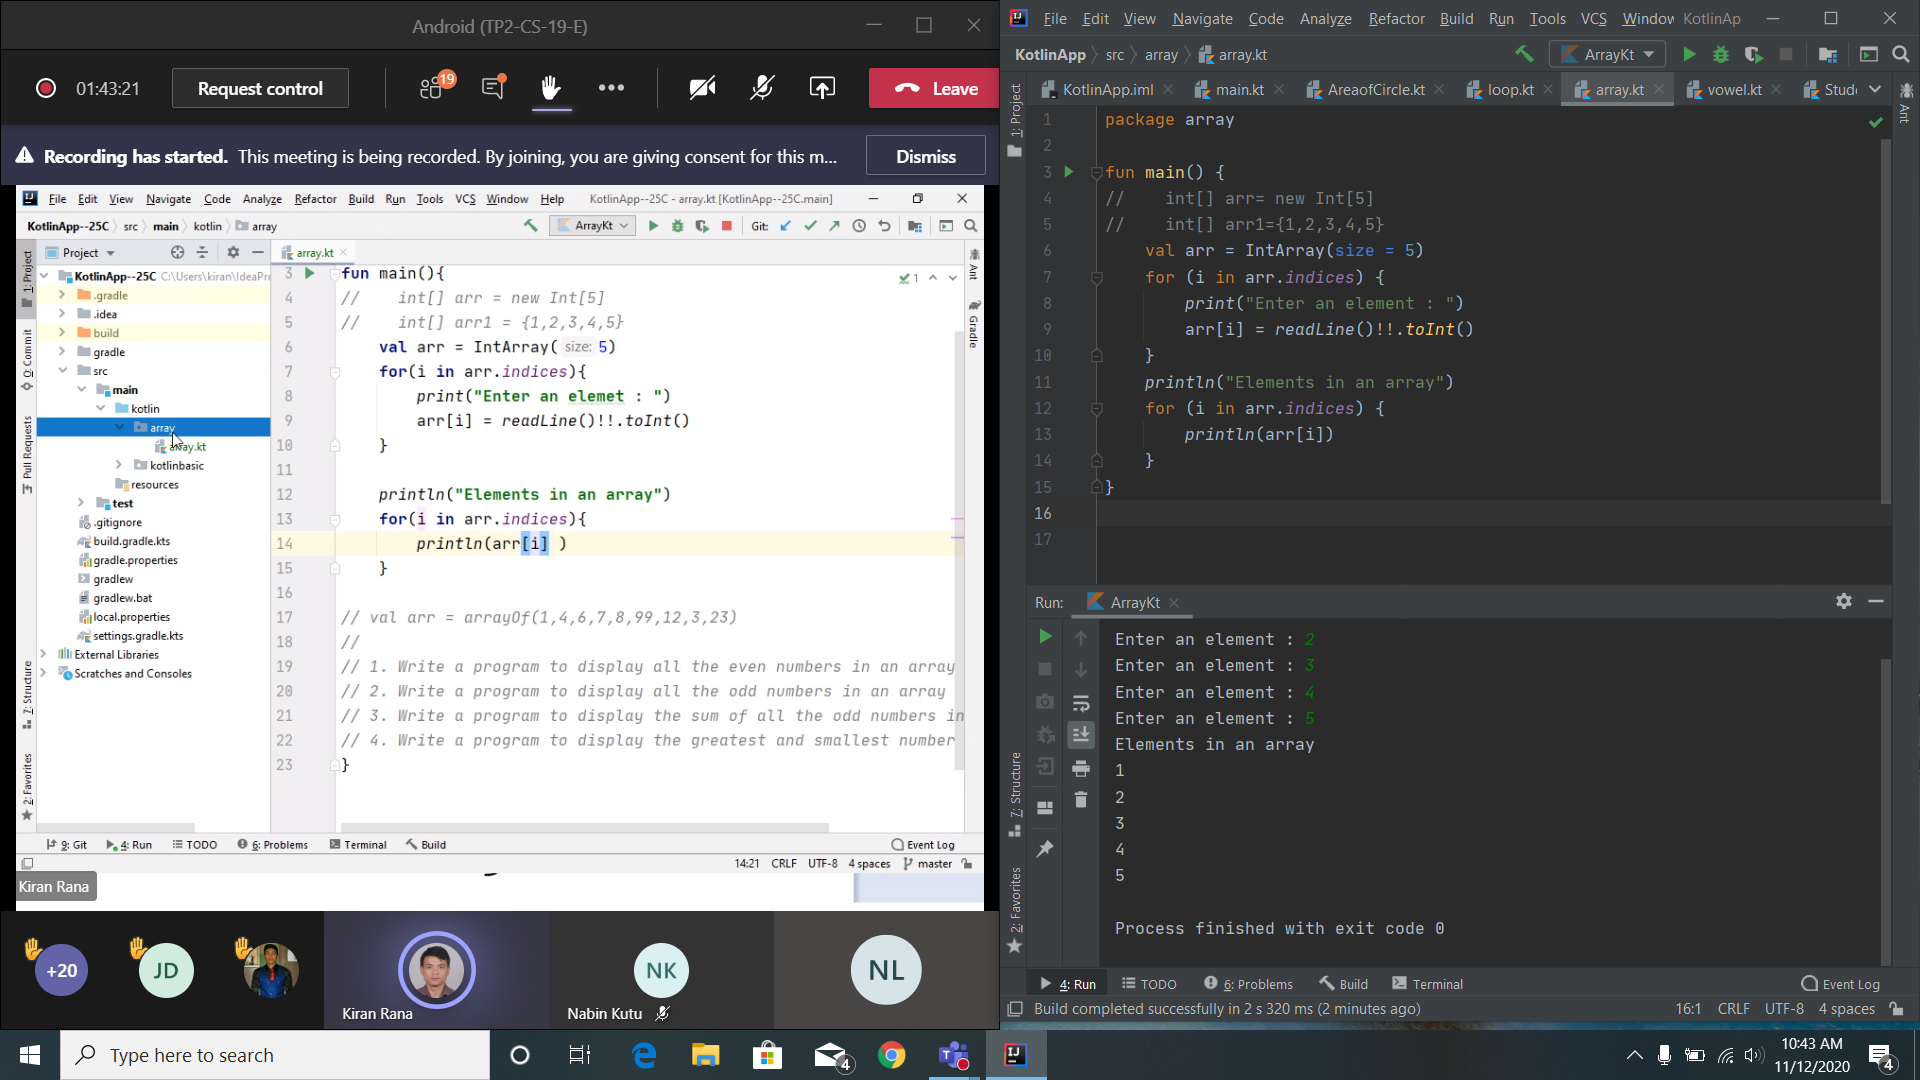 Android (TP2-CS-19-E)
01:43:21
Request control
19
Leave
Recording has started. This meeting is being recorded. By joining, you are giving consent for this m...
Dismiss
File Edit View Navigate Code Analyze Refactor Build Run Tools VCS Window Help KotlinApp--25C - array.kt [KotlinApp--25C.main]
KotlinApp--25C src main kotlin array
ArrayKt
Git:
Project
array.kt
1: Project
0: Commit
Pull Requests
7: Structure
2: Favorites
KotlinApp--25C C:\Users\kiran\IdeaPro
.gradle
.idea
build
gradle
src
main
kotlin
array
array.kt
kotlinbasic
resources
test
.gitignore
build.gradle.kts
gradle.properties
gradlew
gradlew.bat
local.properties
settings.gradle.kts
External Libraries
Scratches and Consoles
1
Ant
Gradle
3 fun main(){
4 // int[] arr = new Int[5]
5 // int[] arr1 = {1,2,3,4,5}
6 val arr = IntArray( size: 5)
7 for(i in arr.indices){
8 print("Enter an elemet : ")
9 arr[i] = readLine()!!.toInt()
10 }
11
12 println("Elements in an array")
13 for(i in arr.indices){
14 println(arr[i] )
15 }
16
17 // val arr = arrayOf(1,4,6,7,8,99,12,3,23)
18 //
19 // 1. Write a program to display all the even numbers in an array
20 // 2. Write a program to display all the odd numbers in an array
21 // 3. Write a program to display the sum of all the odd numbers in
22 // 4. Write a program to display the greatest and smallest number
23 }
9: Git 4: Run TODO 6: Problems Terminal Build Event Log
14:21 CRLF UTF-8 4 spaces master
Kiran Rana
+20
JD
Kiran Rana
NK
Nabin Kutu
NL
File Edit View Navigate Code Analyze Refactor Build Run Tools VCS Window KotlinAp
KotlinApp src array array.kt
ArrayKt
KotlinApp.iml main.kt AreaofCircle.kt loop.kt array.kt vowel.kt Stude
1: Project
7: Structure
2: Favorites
Ant
1 package array
2
3 fun main() {
4 // int[] arr= new Int[5]
5 // int[] arr1={1,2,3,4,5}
6 val arr = IntArray(size = 5)
7 for (i in arr.indices) {
8 print("Enter an element : ")
9 arr[i] = readLine()!!.toInt()
10 }
11 println("Elements in an array")
12 for (i in arr.indices) {
13 println(arr[i])
14 }
15 }
16
17
Run: ArrayKt
Enter an element : 2
Enter an element : 3
Enter an element : 4
Enter an element : 5
Elements in an array
1
2
3
4
5
Process finished with exit code 0
4: Run TODO 6: Problems Build Terminal Event Log
Build completed successfully in 2 s 320 ms (2 minutes ago)
16:1 CRLF UTF-8 4 spaces
Type here to search
4
10:43 AM
11/12/2020
4